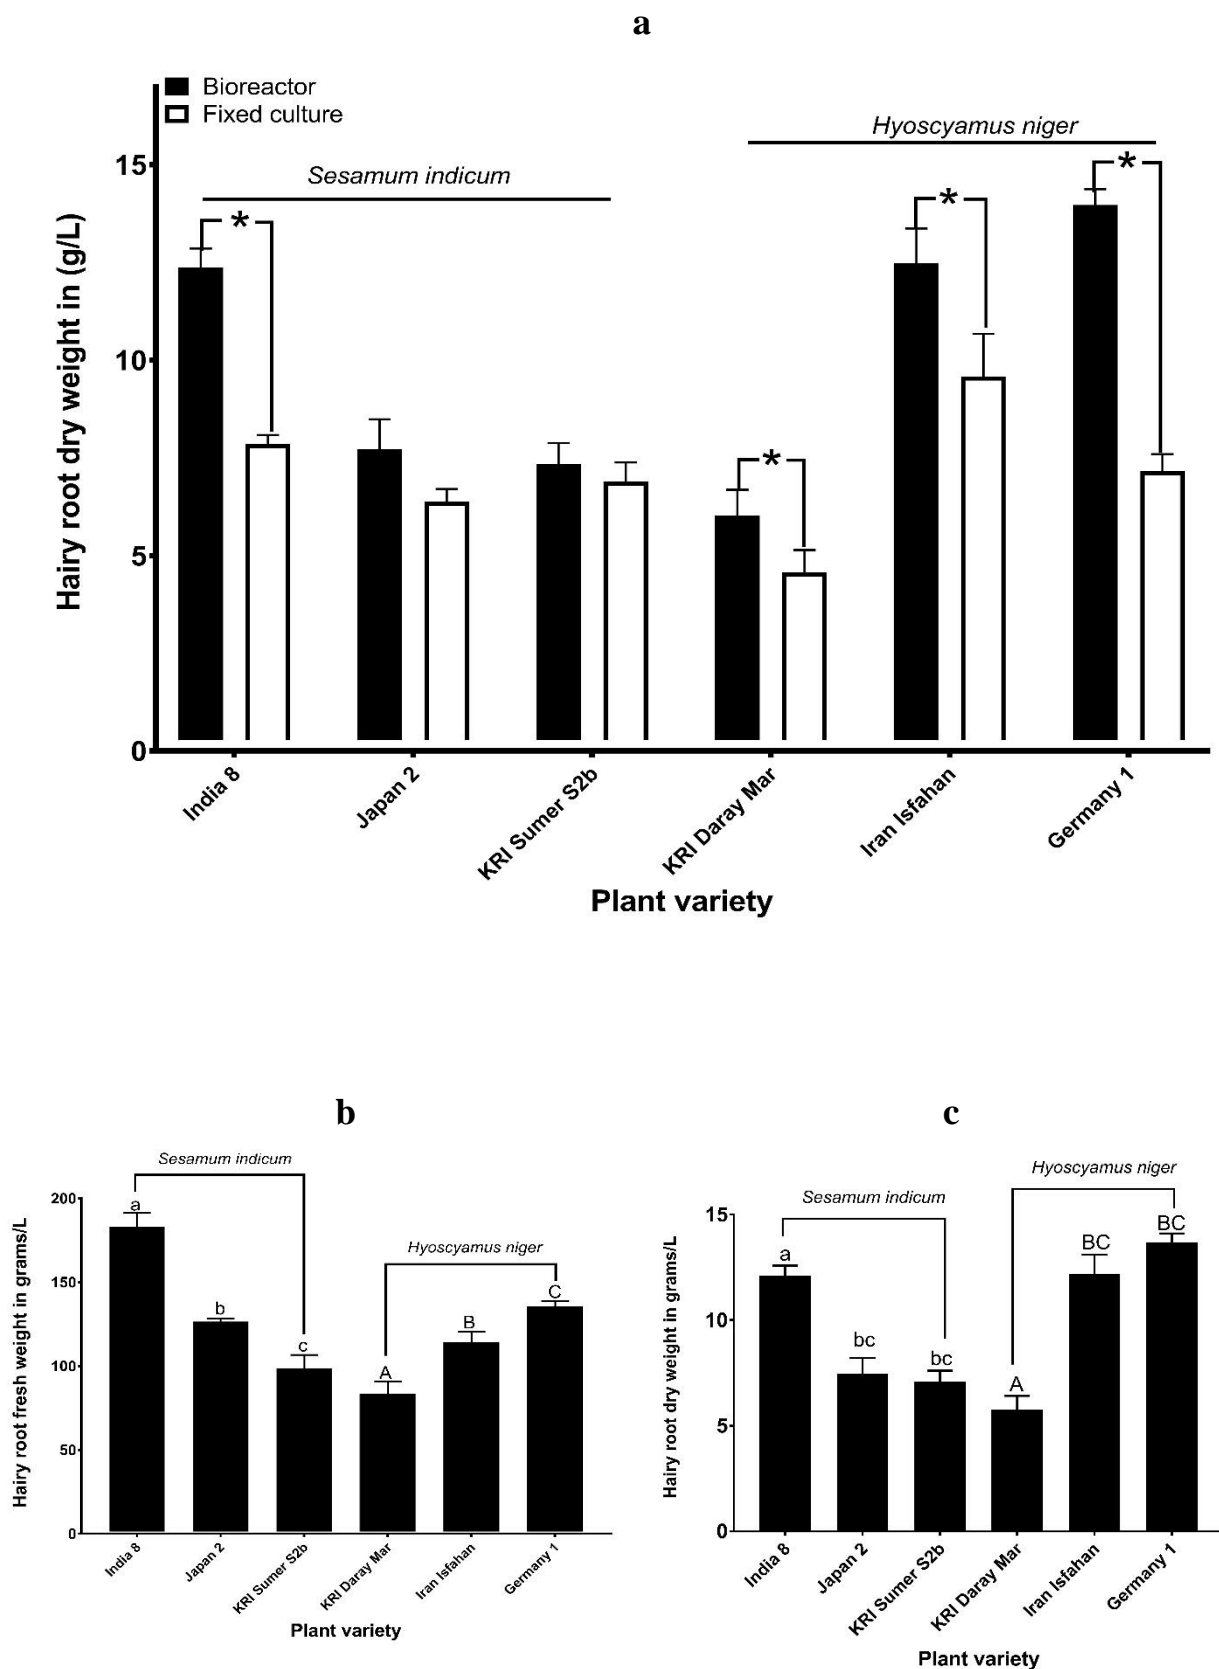 a
Bioreactor
Fixed culture
Hyoscyamus niger
Sesamum indicum
*
*
*
*
15
10
5
0
Hairy root dry weight in (g/L)
India 8
Japan 2
KRI Sumer S2b
KRI Daray Mar
Iran Isfahan
Germany 1
Plant variety
b
Sesamum indicum
Hyoscyamus niger
200
150
100
50
0
Hairy root fresh weight in grams/L
a
b
c
A
B
C
India 8
Japan 2
KRI Sumer S2b
KRI Daray Mar
Iran Isfahan
Germany 1
Plant variety
c
Hyoscyamus niger
Sesamum indicum
15
10
5
0
Hairy root dry weight in grams/L
a
bc
bc
A
BC
BC
India 8
Japan 2
KRI Sumer S2b
KRI Daray Mar
Iran Isfahan
Germany 1
Plant variety